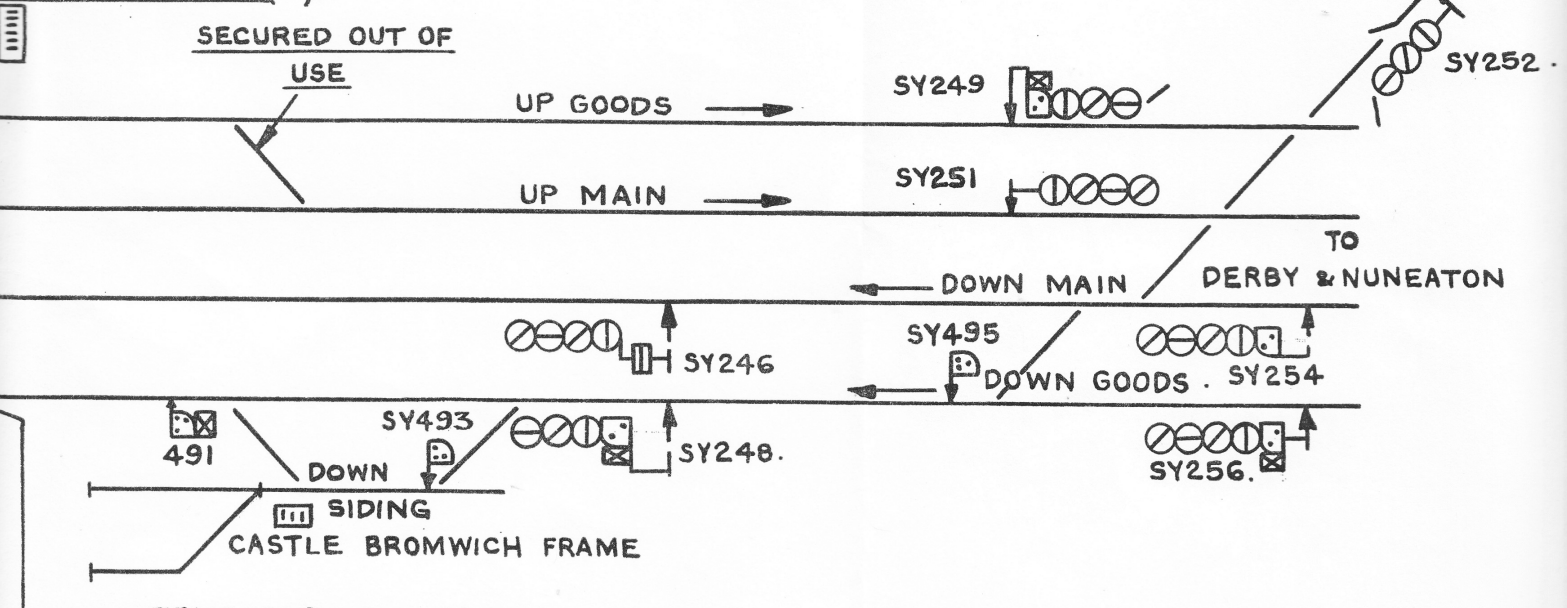 SECURED OUT OF
USE
UP GOODS
SY249
SY252.
UP MAIN
SY251
TO
DERBY & NUNEATON
DOWN MAIN
SY246
SY495
DOWN GOODS.
SY254
491
SY493
SY248.
SY256.
DOWN
SIDING
CASTLE BROMWICH FRAME